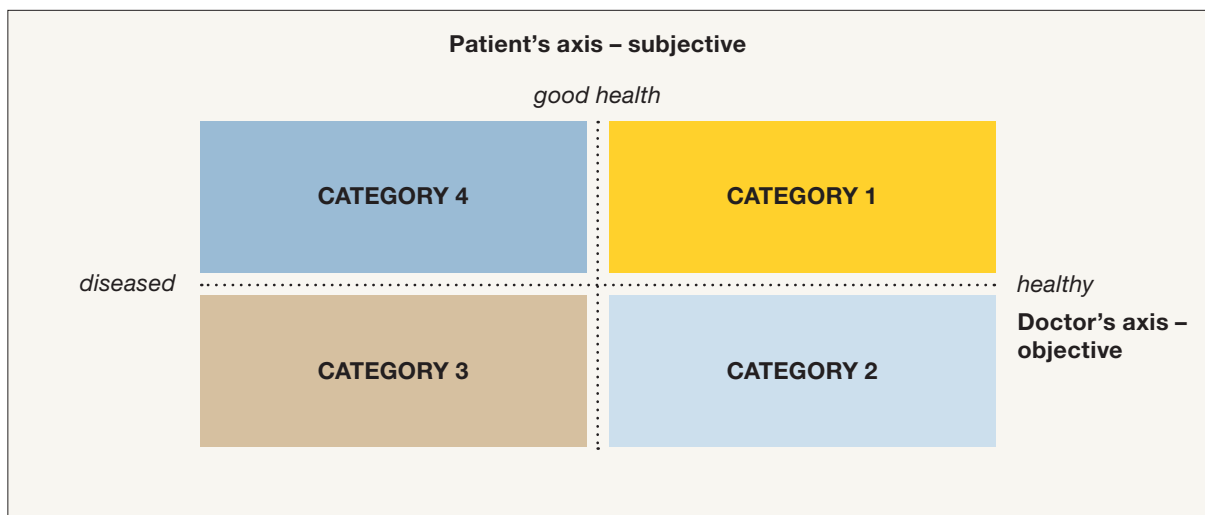 Patient’s axis – subjective
good health
CATEGORY 4
CATEGORY 1
diseased
healthy
Doctor’s axis –
objective
CATEGORY 3
CATEGORY 2